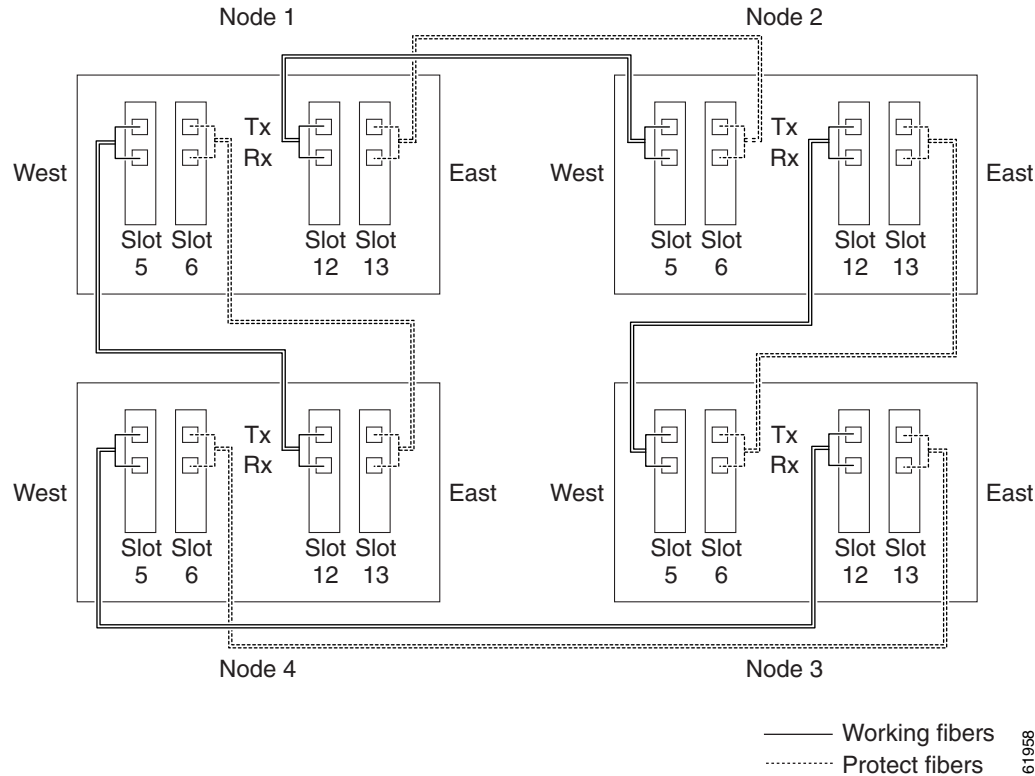 Node 1
Node 2
Tx
Rx
West
East
Slot 5
Slot 6
Slot 12
Slot 13
Tx
Rx
West
East
Slot 5
Slot 6
Slot 12
Slot 13
Tx
Rx
West
East
Slot 5
Slot 6
Slot 12
Slot 13
Tx
Rx
West
East
Slot 5
Slot 6
Slot 12
Slot 13
Node 4
Node 3
Working fibers
Protect fibers
61958